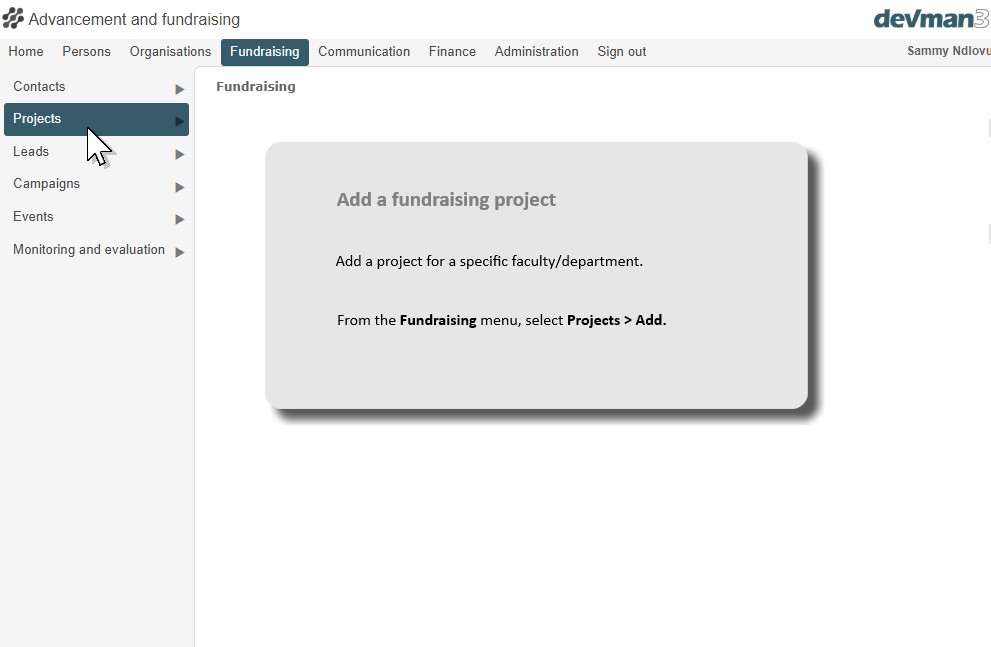 Advancement and fundraising
devman3
Home Persons Organisations Fundraising Communication Finance Administration Sign out Sammy Ndlovu
Contacts
Projects
Leads
Campaigns
Events
Monitoring and evaluation
Fundraising
Add a fundraising project
Add a project for a specific faculty/department.
From the Fundraising menu, select Projects > Add.